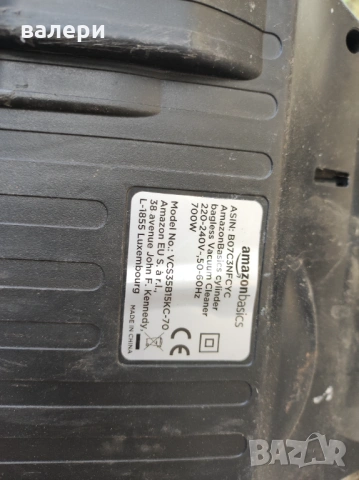 валери
amazonbasics
ASIN: B07C3NFCYC
AmazonBasics cylinder
bagless Vacuum Cleaner
220-240V~,50-60Hz
700W
Model No.: VCS35B15KC-70
Amazon EU S. à r.l.,
38 avenue John F. Kennedy,
L-1855 Luxembourg
MADE IN CHINA
BAZAR